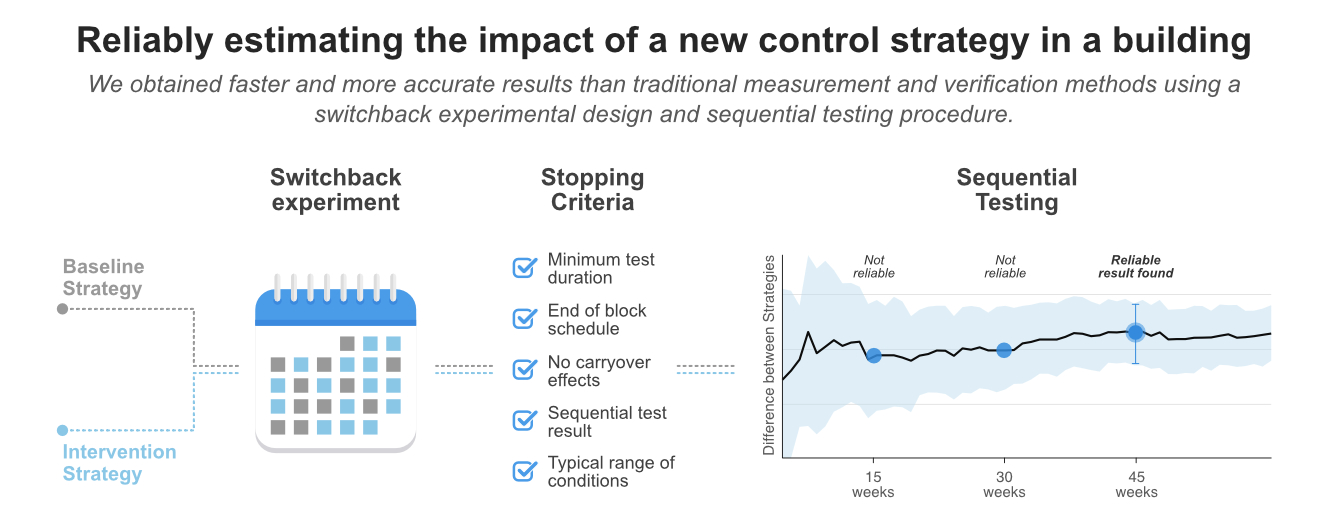 Reliably estimating the impact of a new control strategy in a building
We obtained faster and more accurate results than traditional measurement and verification methods using a
switchback experimental design and sequential testing procedure.
Switchback
experiment
Stopping
Criteria
Sequential
Testing
Baseline
Strategy
Intervention
Strategy
Minimum test
duration
End of block
schedule
No carryover
effects
Sequential test
result
Typical range of
conditions
Difference between Strategies
Not
reliable
Not
reliable
Reliable
result found
15
weeks
30
weeks
45
weeks